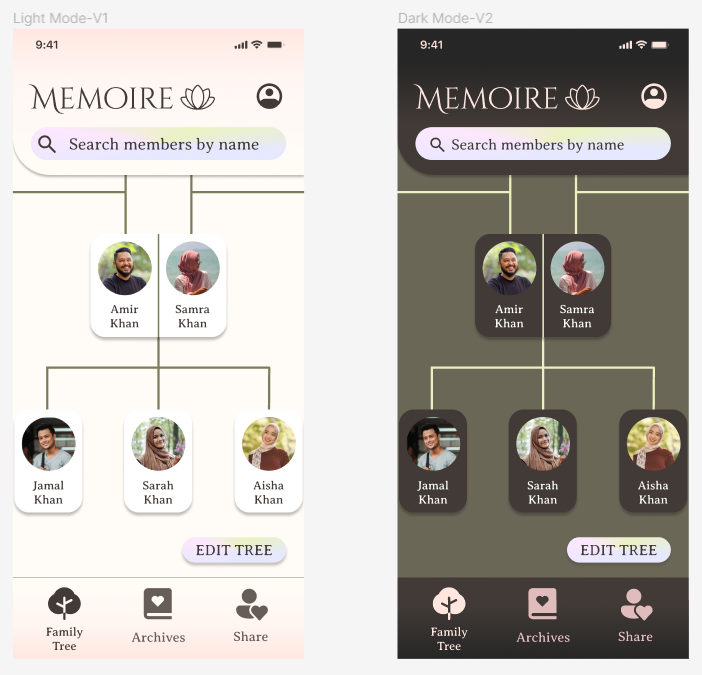 Light Mode-V1
9:41
MEMOIRE
Search members by name
Amir
Khan
Samra
Khan
Jamal
Khan
Sarah
Khan
Aisha
Khan
EDIT TREE
Family
Tree
Archives
Share
Dark Mode-V2
9:41
MEMOIRE
Search members by name
Amir
Khan
Samra
Khan
Jamal
Khan
Sarah
Khan
Aisha
Khan
EDIT TREE
Family
Tree
Archives
Share